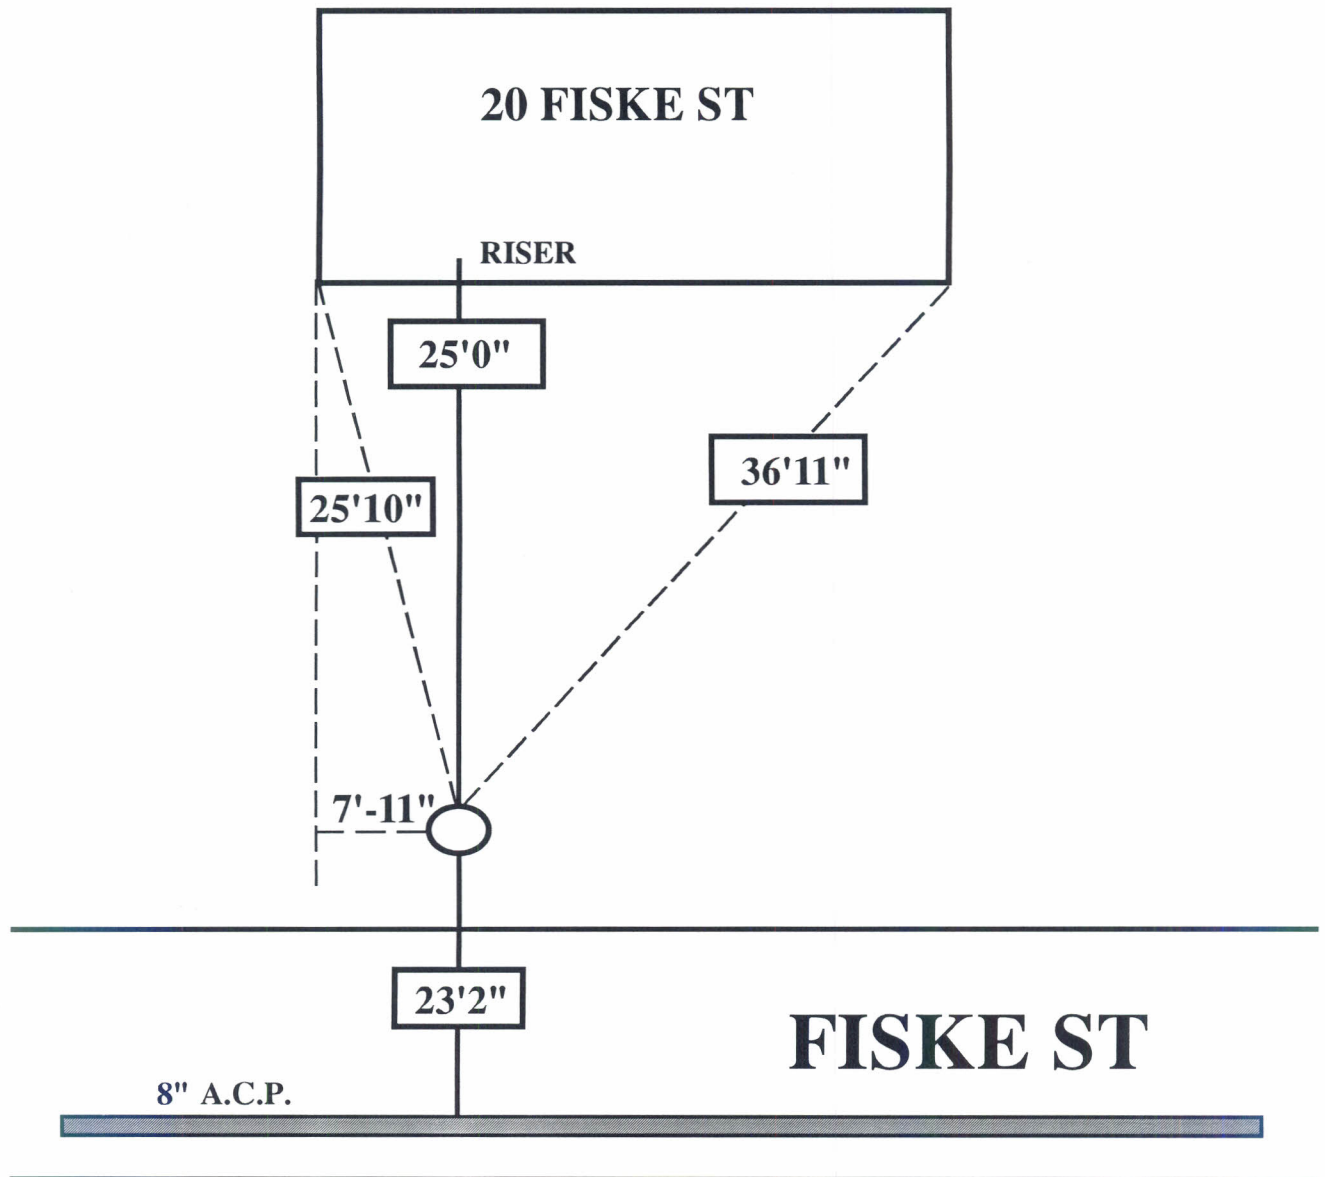 20 FISKE ST
RISER
25'0"
36'11"
25'10"
7'-11"
23'2"
FISKE ST
8" A.C.P.